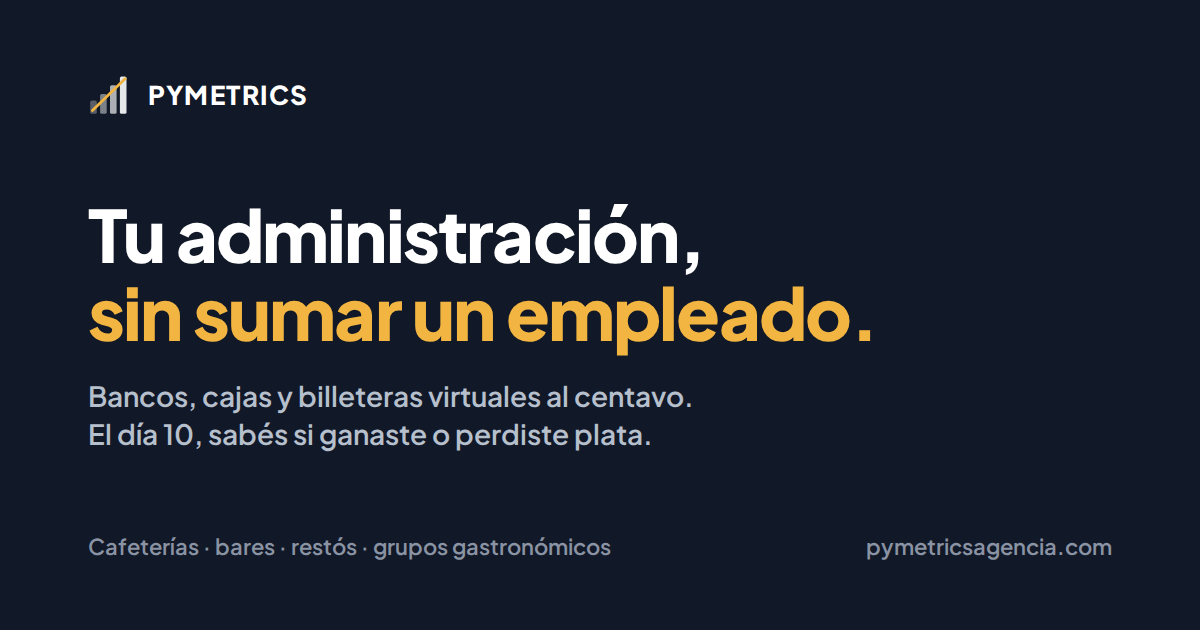 PYMETRICS
Tu administración,
sin sumar un empleado.
Bancos, cajas y billeteras virtuales al centavo.
El día 10, sabés si ganaste o perdiste plata.
Cafeterías · bares · restós · grupos gastronómicos
pymetricsagencia.com